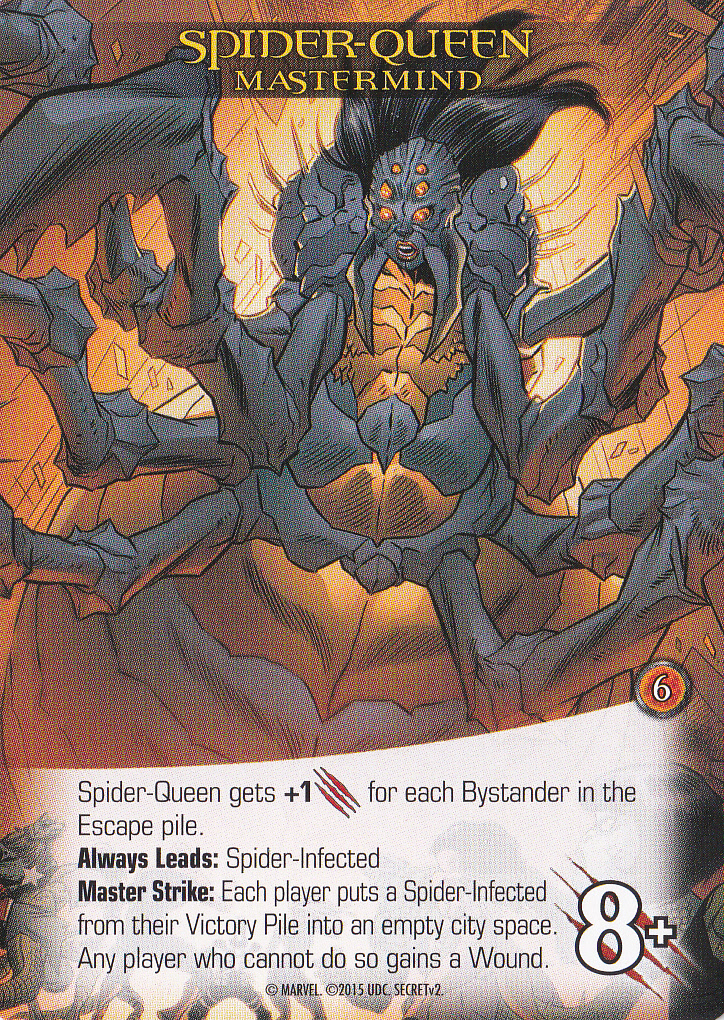 SPIDER-QUEEN
MASTERMIND
6
Spider-Queen gets +1 for each Bystander in the
Escape pile.
Always Leads: Spider-Infected
Master Strike: Each player puts a Spider-Infected
from their Victory Pile into an empty city space.
Any player who cannot do so gains a Wound.
8+
© MARVEL. ©2015 UDC. SECRETv2.